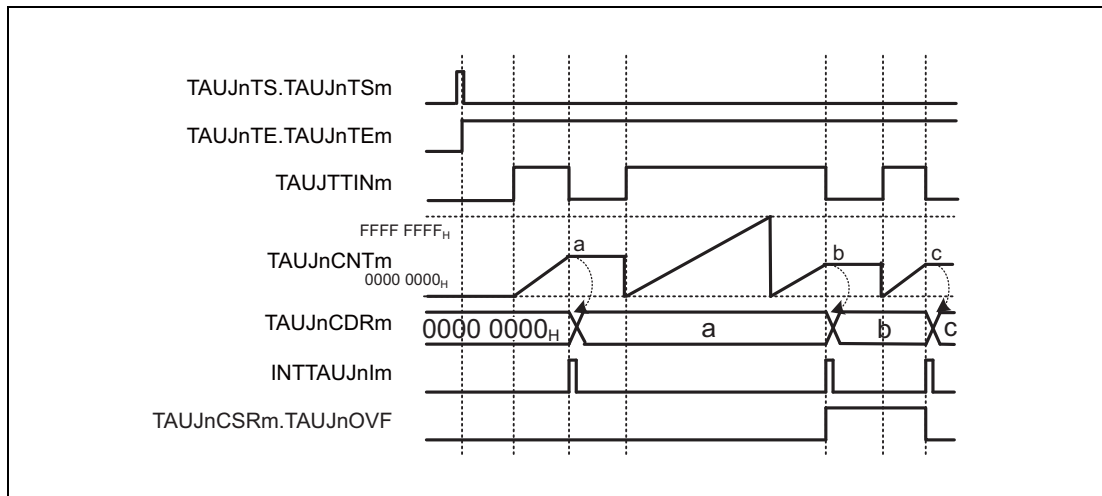 TAUJnTS.TAUJnTSm
TAUJnTE.TAUJnTEm
TAUJTTINm
FFFF FFFFH
a
b
c
TAUJnCNTm
0000 0000H
TAUJnCDRm
0000 0000H
a
b
c
INTTAUJnIm
TAUJnCSRm.TAUJnOVF